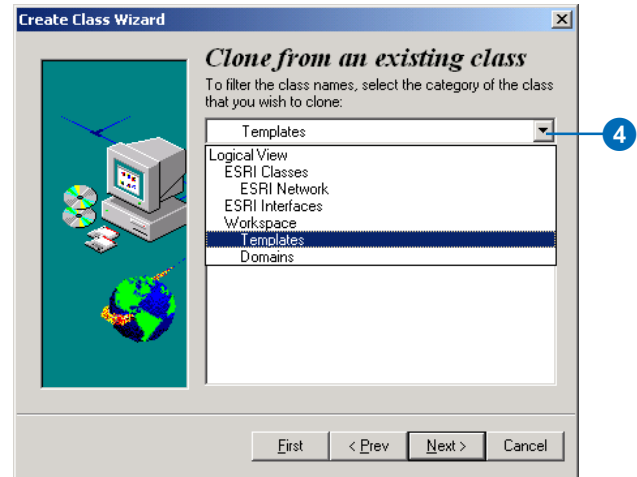 Create Class Wizard
Clone from an existing class
To filter the class names, select the category of the class
that you wish to clone:
Templates
4
Logical View
ESRI Classes
ESRI Network
ESRI Interfaces
Workspace
Templates
Domains
First
< Prev
Next >
Cancel